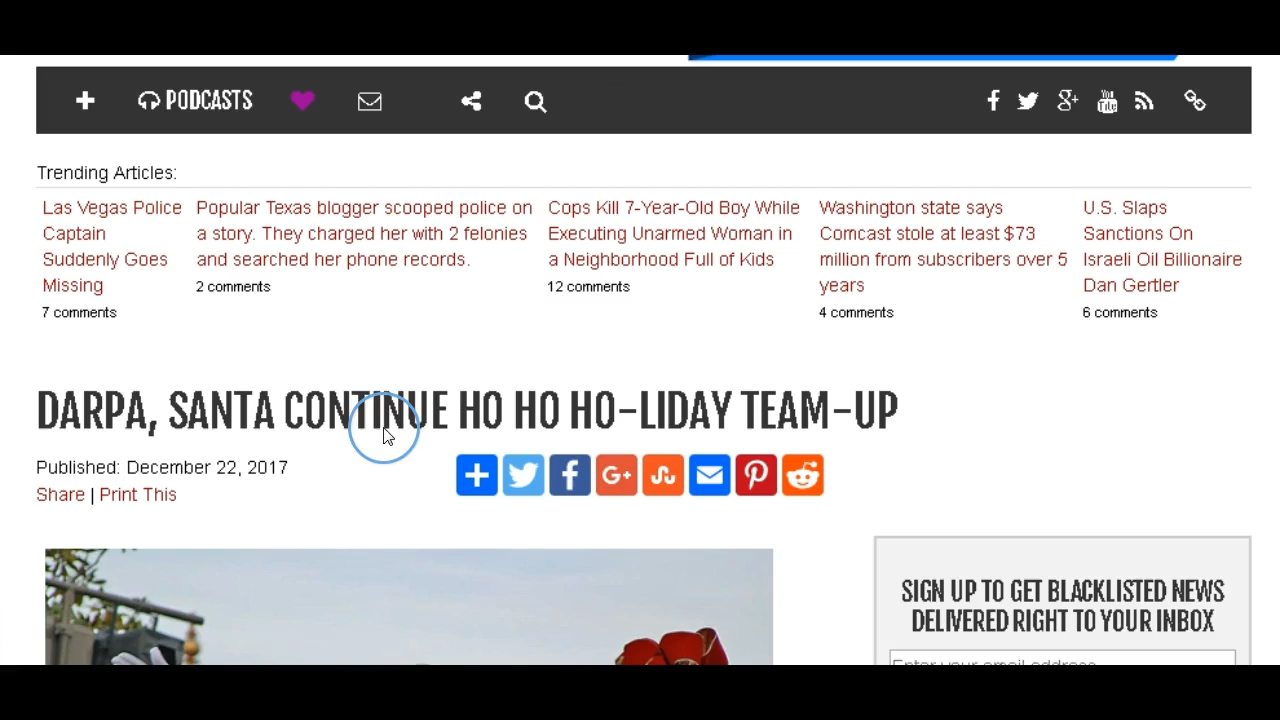 PODCASTS
Trending Articles:
Las Vegas Police
Captain
Suddenly Goes
Missing
7 comments
Popular Texas blogger scooped police on
a story. They charged her with 2 felonies
and searched her phone records.
2 comments
Cops Kill 7-Year-Old Boy While
Executing Unarmed Woman in
a Neighborhood Full of Kids
12 comments
Washington state says
Comcast stole at least $73
million from subscribers over 5
years
4 comments
U.S. Slaps
Sanctions On
Israeli Oil Billionaire
Dan Gertler
6 comments
DARPA, SANTA CONTINUE HO HO HO-LIDAY TEAM-UP
Published: December 22, 2017
Share | Print This
SIGN UP TO GET BLACKLISTED NEWS
DELIVERED RIGHT TO YOUR INBOX
Enter your email address